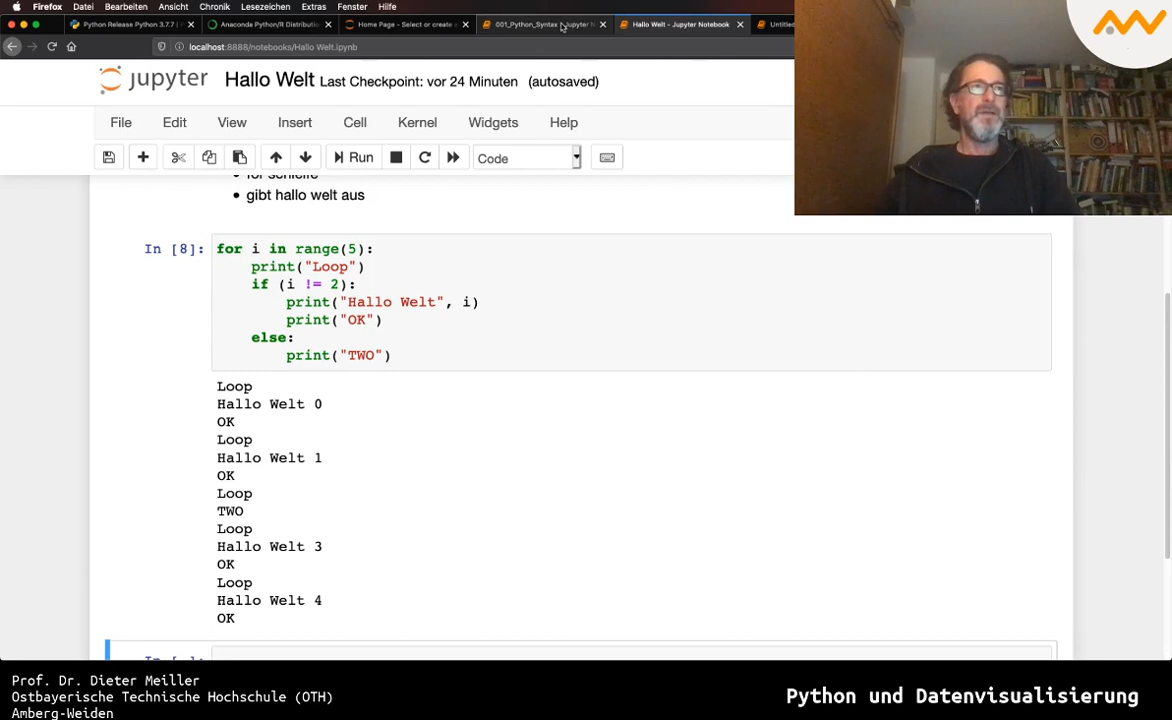 Firefox Datei Bearbeiten Ansicht Chronik Lesezeichen Extras Fenster Hilfe
Python Release Python 3.7.7 Anaconda Python/R Distributi Home Page - Select or create 001_Python_Syntax - Jupyter N Hallo Welt - Jupyter Notebook Untitled
localhost:8888/notebooks/Hallo Welt.ipynb
jupyter Hallo Welt Last Checkpoint: vor 24 Minuten (autosaved)
File Edit View Insert Cell Kernel Widgets Help
Run Code
for schleife
gibt hallo welt aus
In [8]: for i in range(5):
print("Loop")
if (i != 2):
print("Hallo Welt", i)
print("OK")
else:
print("TWO")
Loop
Hallo Welt 0
OK
Loop
Hallo Welt 1
OK
Loop
TWO
Loop
Hallo Welt 3
OK
Loop
Hallo Welt 4
OK
In [ ]:
Prof. Dr. Dieter Meiller
Ostbayerische Technische Hochschule (OTH)
Amberg-Weiden
Python und Datenvisualisierung